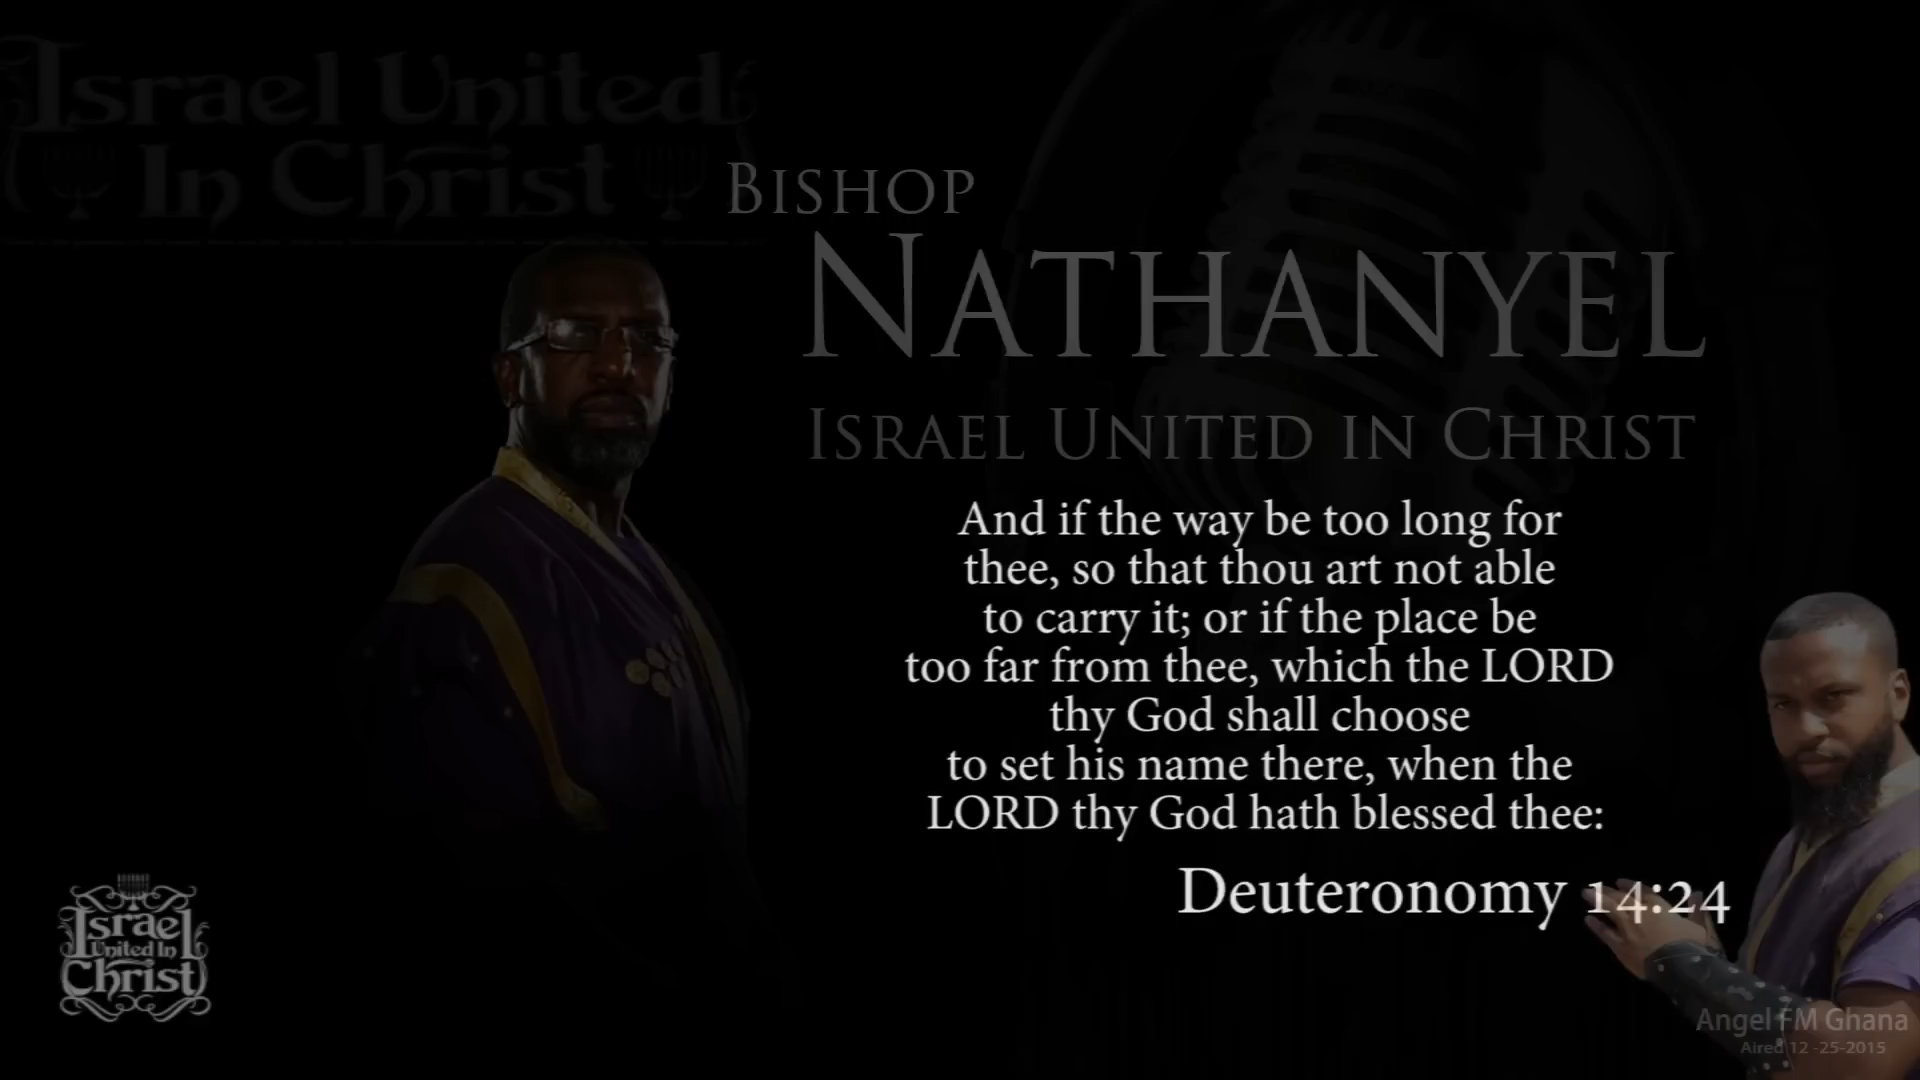 Israel United
In Christ
BISHOP
NATHANYEL
ISRAEL UNITED IN CHRIST
And if the way be too long for
thee, so that thou art not able
to carry it; or if the place be
too far from thee, which the LORD
thy God shall choose
to set his name there, when the
LORD thy God hath blessed thee:
Deuteronomy 14:24
Israel
United In
Christ
Angel FM Ghana
Aired 12 -25-2015